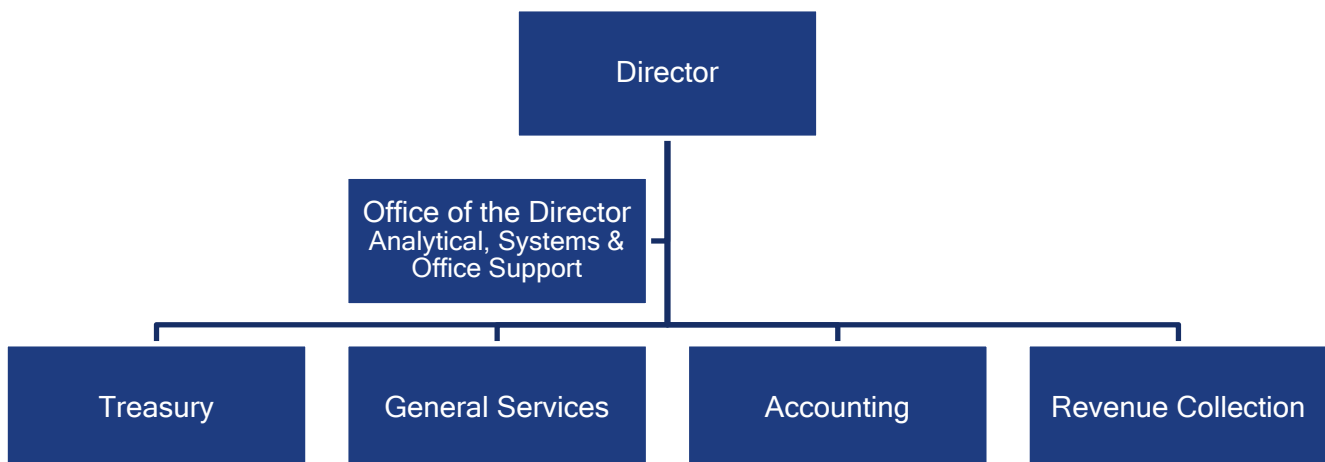 Director
Office of the Director
Analytical, Systems &
Office Support
Treasury
General Services
Accounting
Revenue Collection